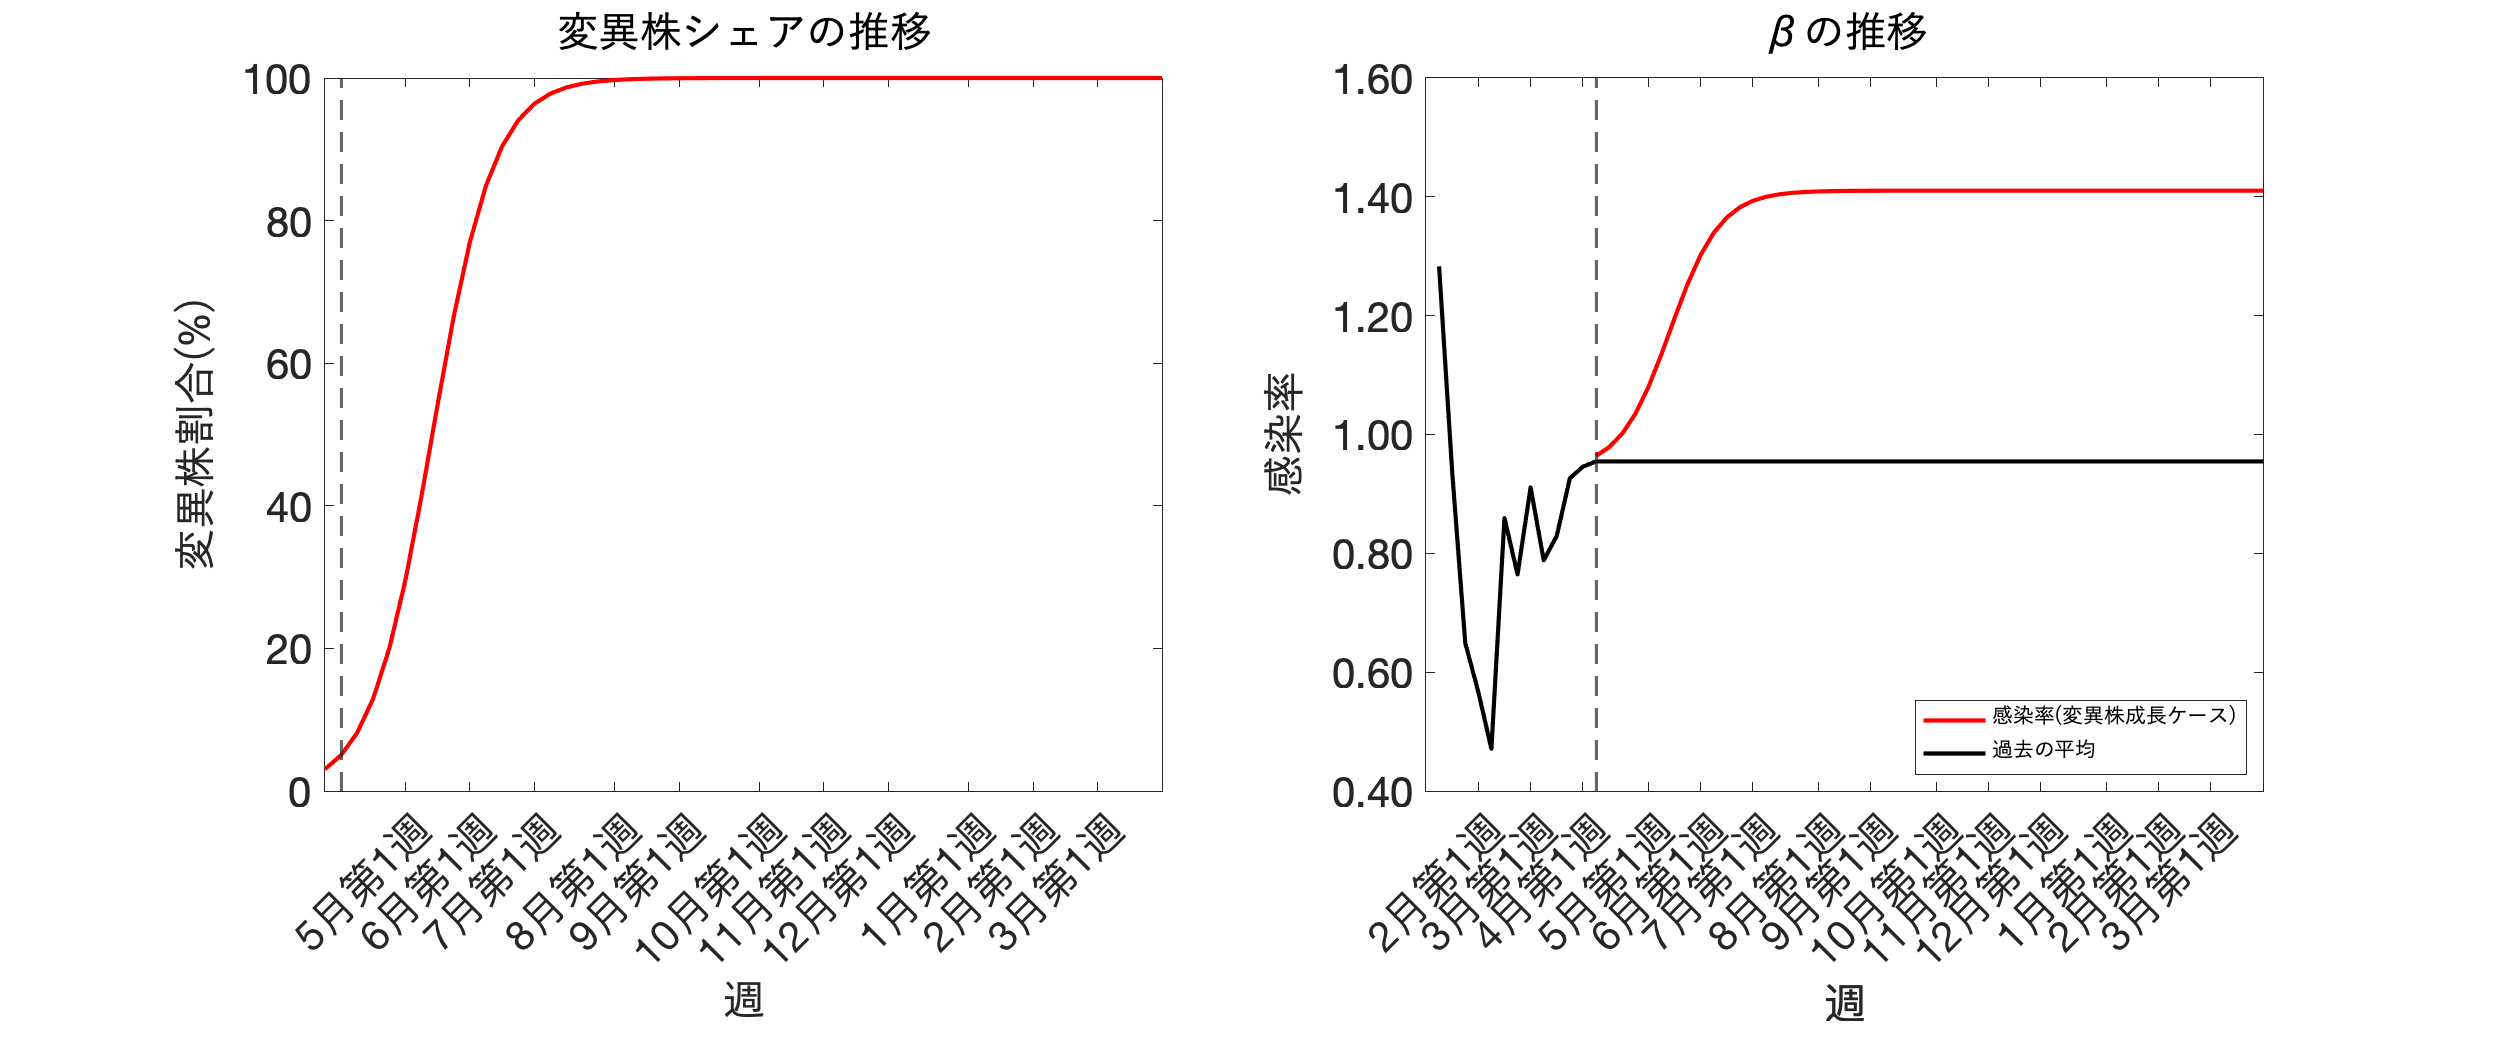 変異株シェアの推移
変異株割合(%)
100
80
60
40
20
0
5月第1週
6月第1週
7月第1週
8月第1週
9月第1週
10月第1週
11月第1週
12月第1週
1月第1週
2月第1週
3月第1週
週
βの推移
感染率
1.60
1.40
1.20
1.00
0.80
0.60
0.40
感染率(変異株成長ケース)
過去の平均
2月第1週
3月第1週
4月第1週
5月第1週
6月第1週
7月第1週
8月第1週
9月第1週
10月第1週
11月第1週
12月第1週
1月第1週
2月第1週
3月第1週
週